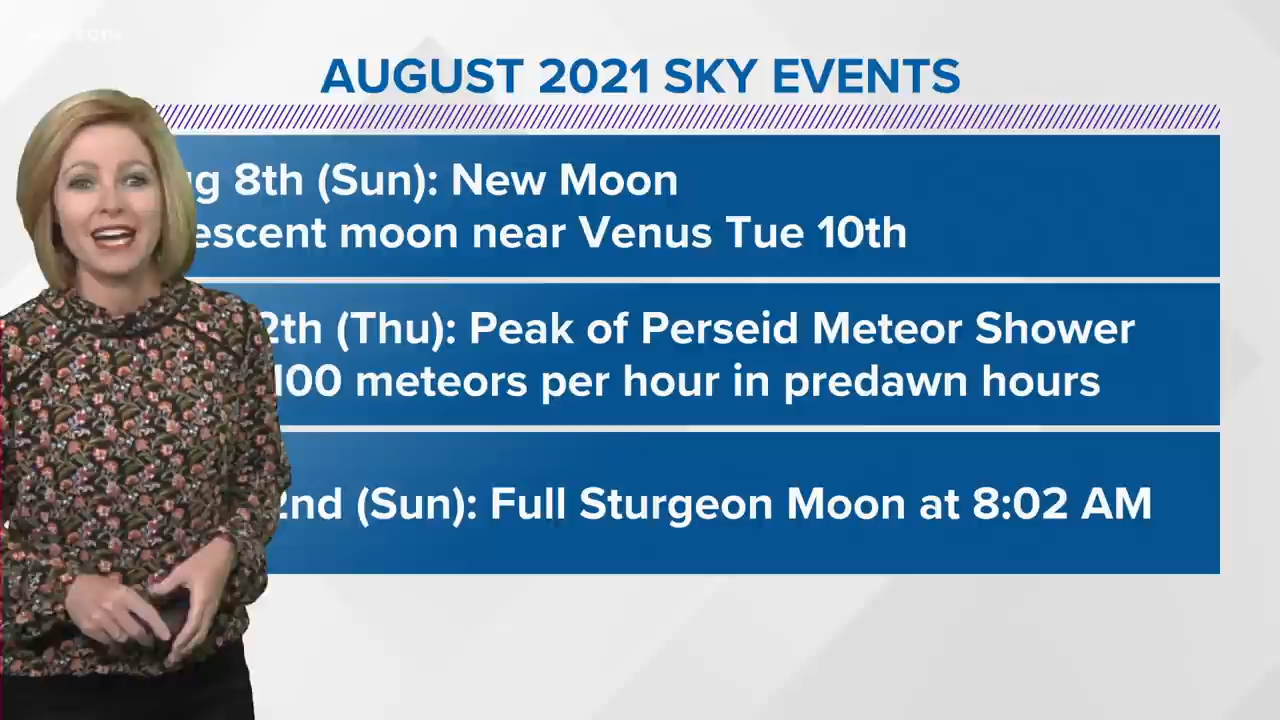 AUGUST 2021 SKY EVENTS
ug 8th (Sun): New Moon
escent moon near Venus Tue 10th
2th (Thu): Peak of Perseid Meteor Shower
100 meteors per hour in predawn hours
2nd (Sun): Full Sturgeon Moon at 8:02 AM